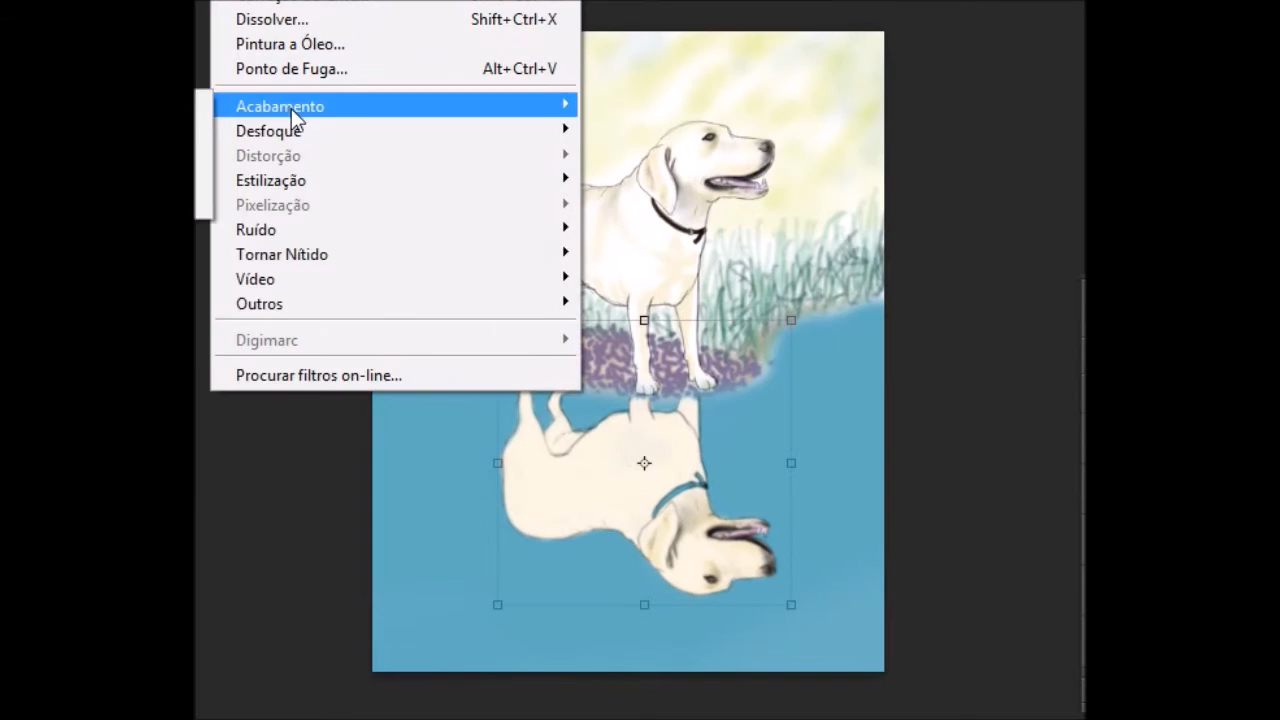 Dissolver... Shift+Ctrl+X
Pintura a Óleo...
Ponto de Fuga... Alt+Ctrl+V
Acabamento
Desfoque
Distorção
Estilização
Pixelização
Ruído
Tornar Nítido
Vídeo
Outros
Digimarc
Procurar filtros on-line...